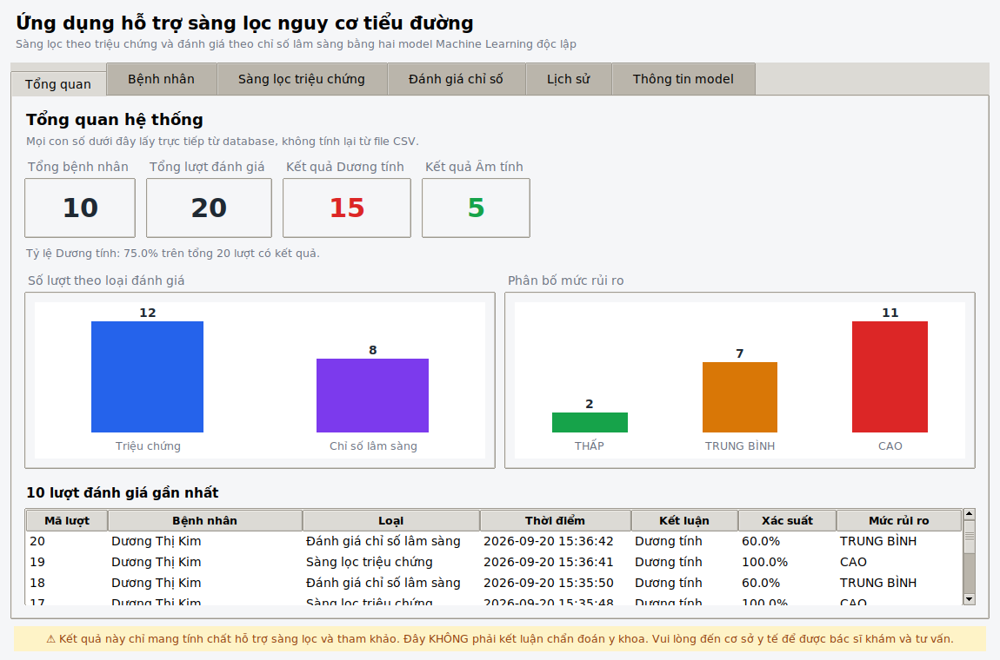 Ứng dụng hỗ trợ sàng lọc nguy cơ tiểu đường
Sàng lọc theo triệu chứng và đánh giá theo chỉ số lâm sàng bằng hai model Machine Learning độc lập
Tổng quan Bệnh nhân Sàng lọc triệu chứng Đánh giá chỉ số Lịch sử Thông tin model
Tổng quan hệ thống
Mọi con số dưới đây lấy trực tiếp từ database, không tính lại từ file CSV.
Tổng bệnh nhân Tổng lượt đánh giá Kết quả Dương tính Kết quả Âm tính
10 20 15 5
Tỷ lệ Dương tính: 75.0% trên tổng 20 lượt có kết quả.
Số lượt theo loại đánh giá Phân bố mức rủi ro
12 8 2 7 11
Triệu chứng Chỉ số lâm sàng THẤP TRUNG BÌNH CAO
10 lượt đánh giá gần nhất
Mã lượt Bệnh nhân Loại Thời điểm Kết luận Xác suất Mức rủi ro
20 Dương Thị Kim Đánh giá chỉ số lâm sàng 2026-09-20 15:36:42 Dương tính 60.0% TRUNG BÌNH
19 Dương Thị Kim Sàng lọc triệu chứng 2026-09-20 15:36:41 Dương tính 100.0% CAO
18 Dương Thị Kim Đánh giá chỉ số lâm sàng 2026-09-20 15:35:50 Dương tính 60.0% TRUNG BÌNH
17 Dương Thị Kim Sàng lọc triệu chứng 2026-09-20 15:35:48 Dương tính 100.0% CAO
⚠ Kết quả này chỉ mang tính chất hỗ trợ sàng lọc và tham khảo. Đây KHÔNG phải kết luận chẩn đoán y khoa. Vui lòng đến cơ sở y tế để được bác sĩ khám và tư vấn.